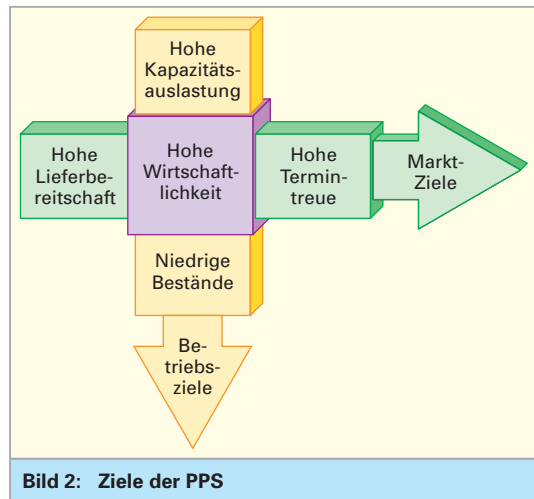 Hohe
Kapazitäts-
auslastung
Hohe
Lieferbe-
reitschaft
Hohe
Wirtschaft-
lichkeit
Hohe
Termin-
treue
Markt-
Ziele
Niedrige
Bestände
Be-
triebs-
ziele
Bild 2: Ziele der PPS